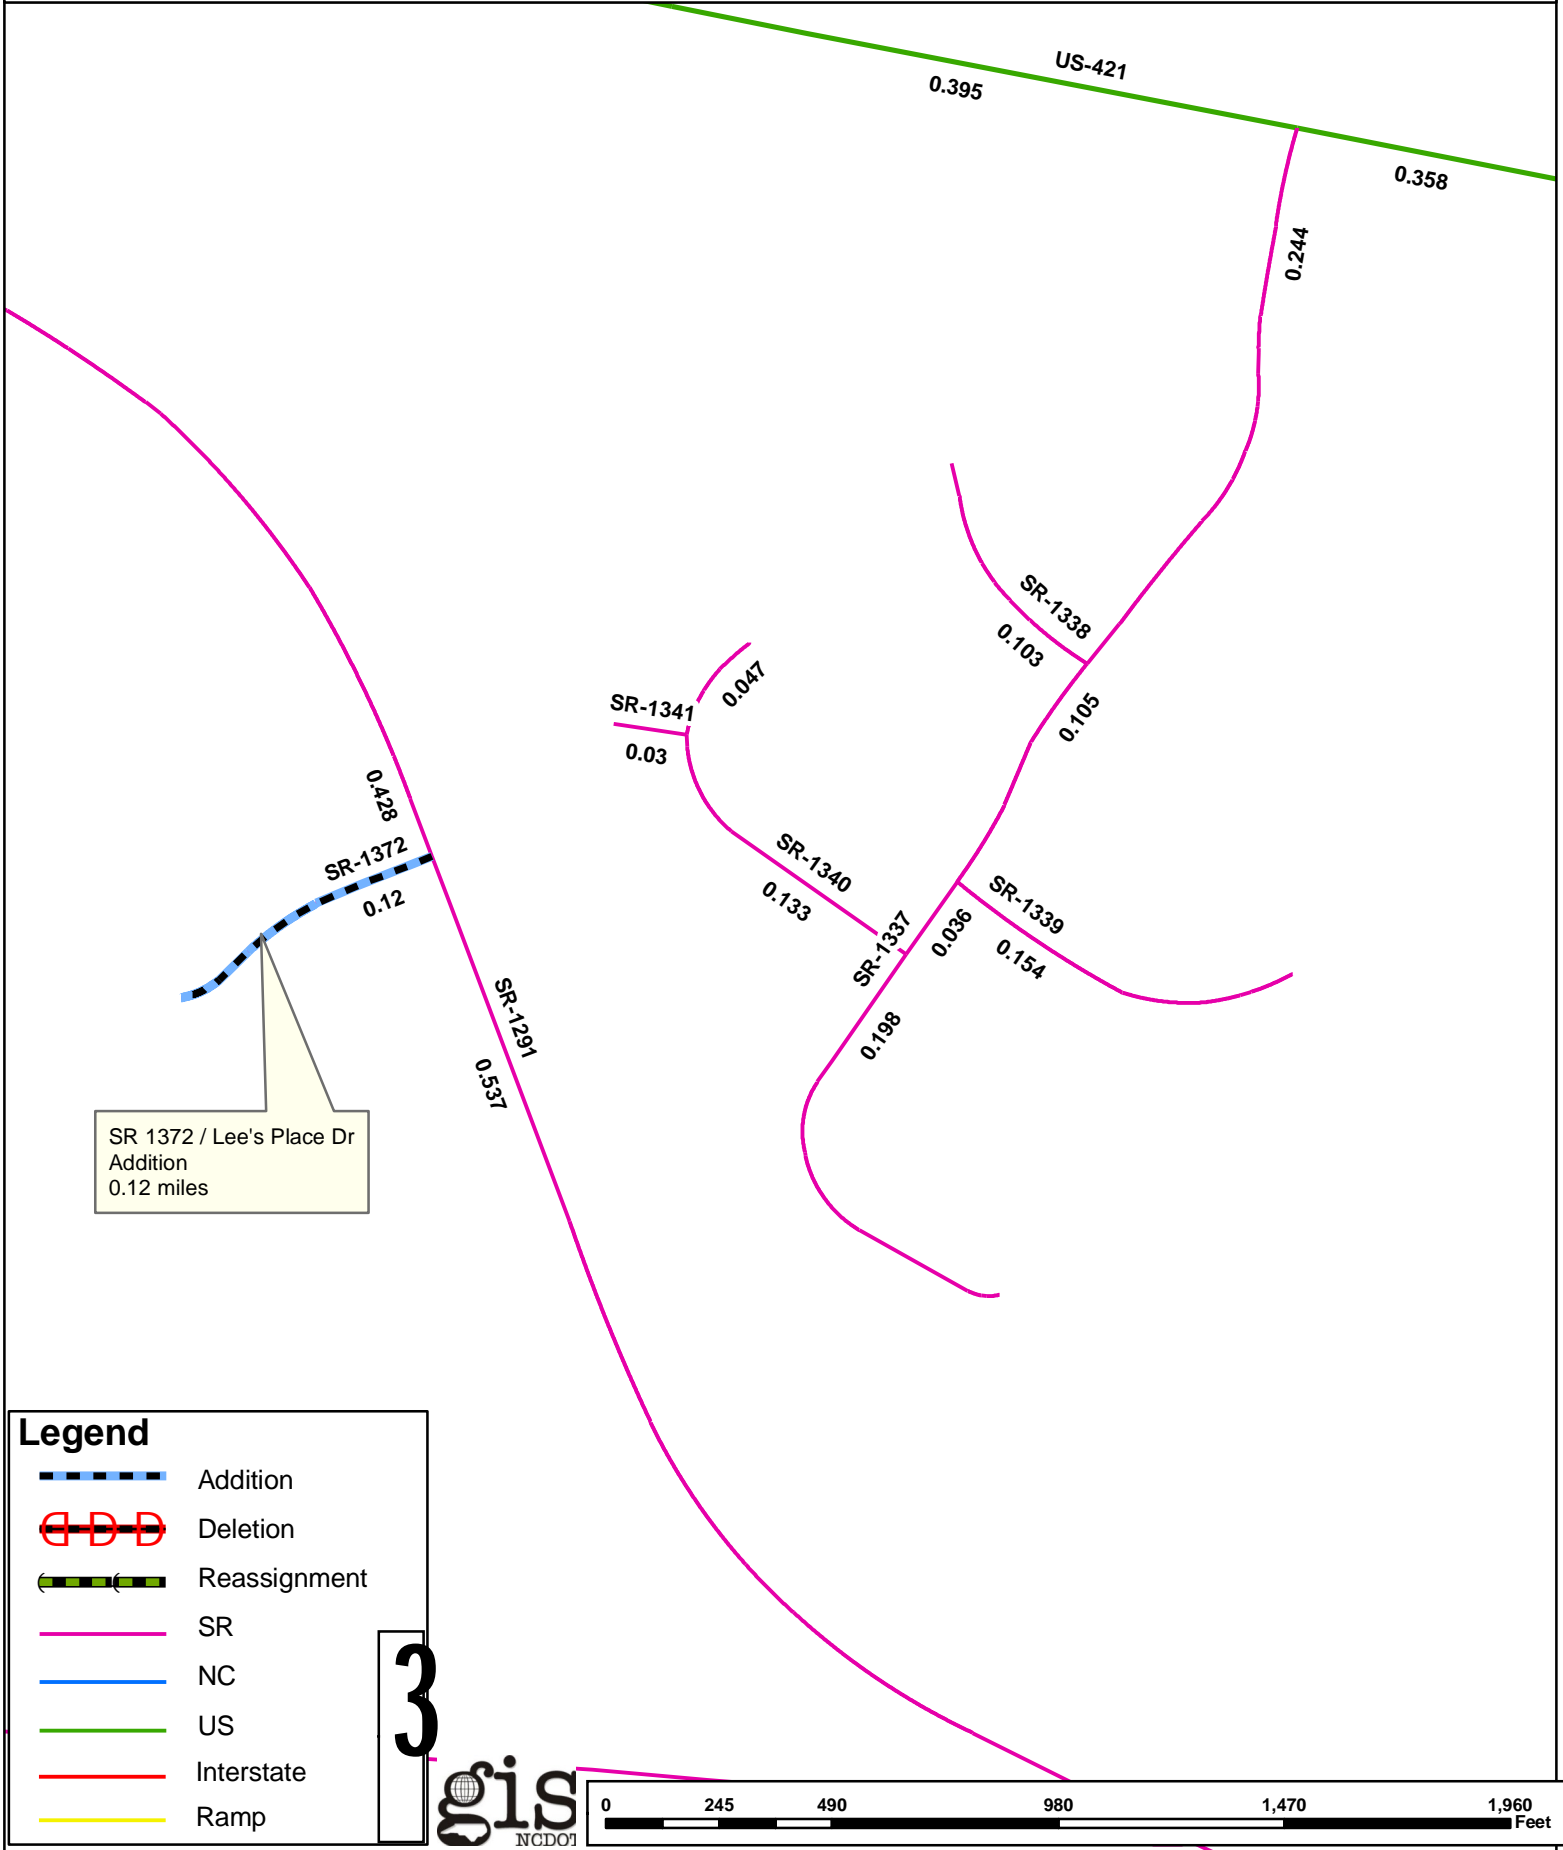 US-421
0.395
0.358
0.244
SR-1338
0.103
0.047
SR-1341
0.03
0.105
0.428
SR-1372
0.12
SR-1340
0.133
SR-1337
0.036
SR-1339
0.154
SR-1291
0.537
0.198
SR 1372 / Lee's Place Dr
Addition
0.12 miles
Legend
Addition
Deletion
Reassignment
SR
NC
US
Interstate
Ramp
3
gis
NCDOT
0 245 490 980 1,470 1,960
Feet